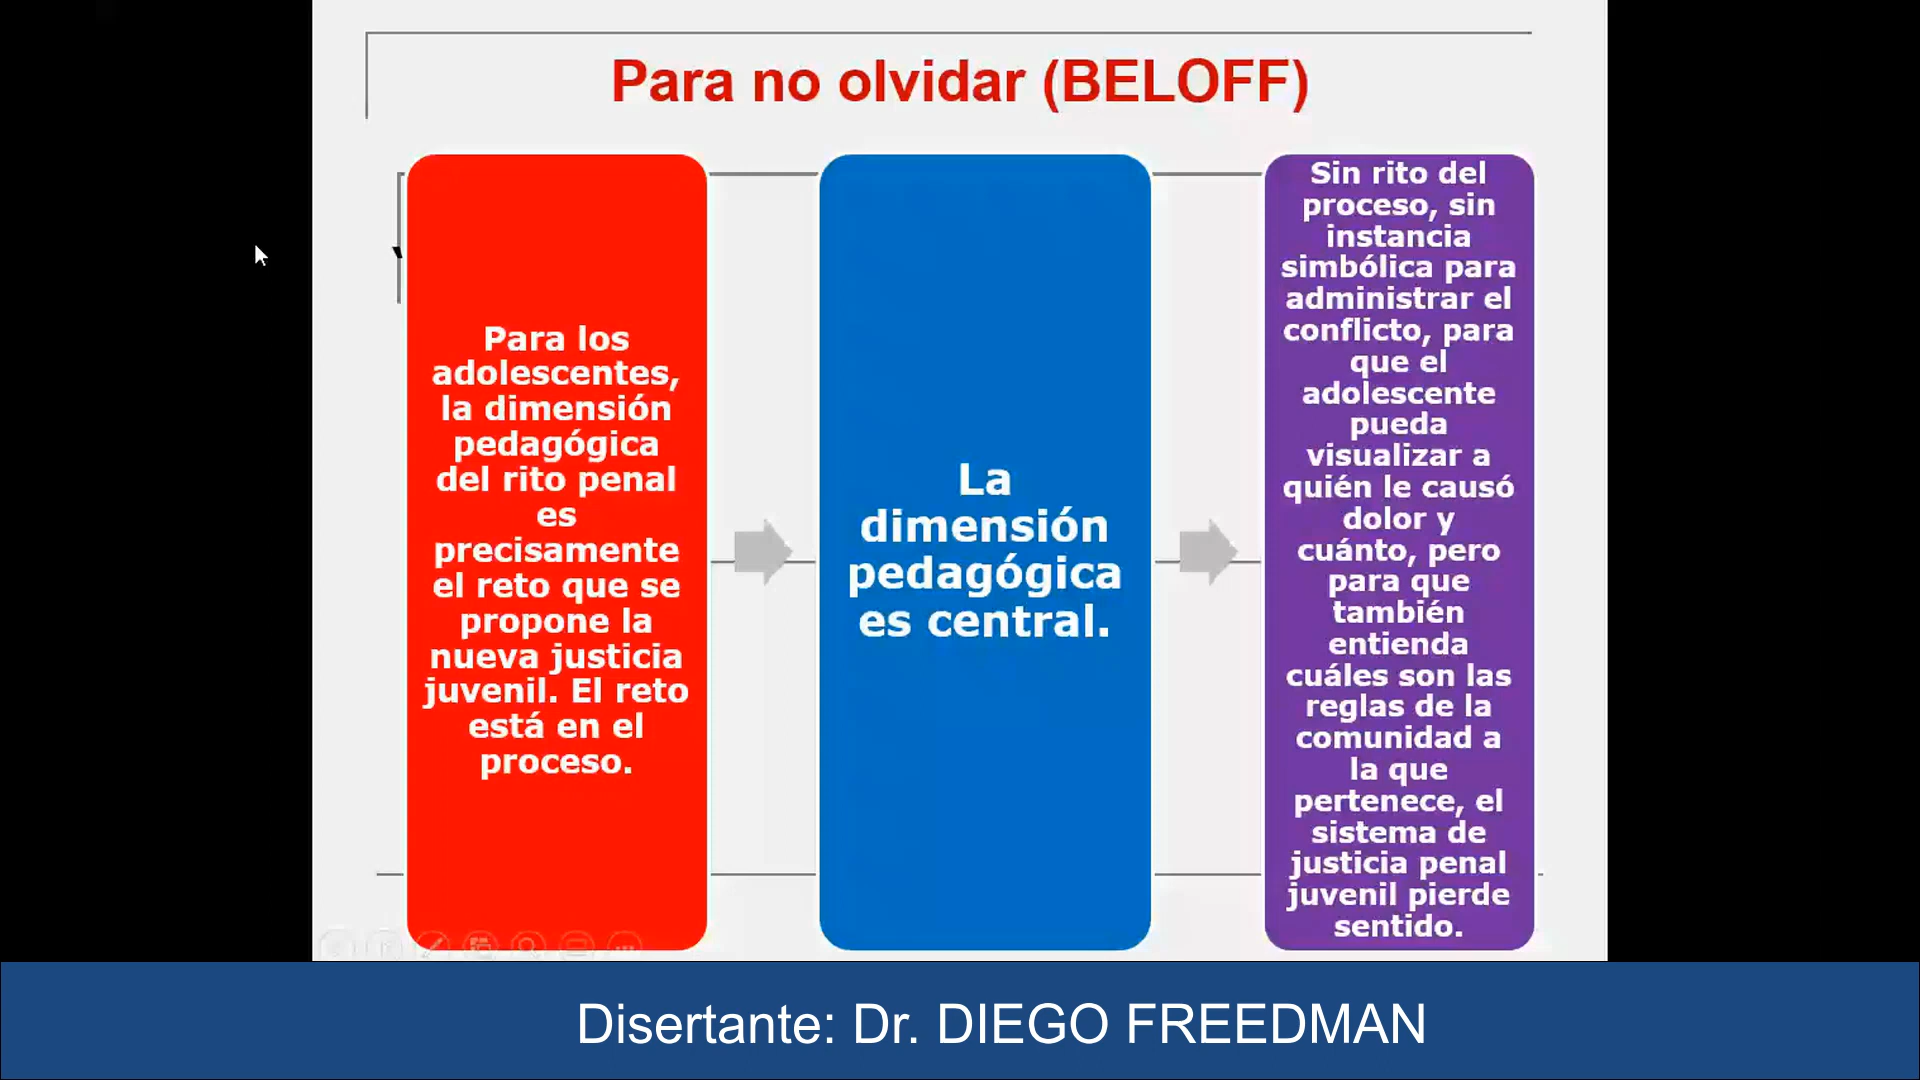 Para no olvidar (BELOFF)
Para los
adolescentes,
la dimensión
pedagógica
del rito penal
es
precisamente
el reto que se
propone la
nueva justicia
juvenil. El reto
está en el
proceso.
La
dimensión
pedagógica
es central.
Sin rito del
proceso, sin
instancia
simbólica para
administrar el
conflicto, para
que el
adolescente
pueda
visualizar a
quién le causó
dolor y
cuánto, pero
para que
también
entienda
cuáles son las
reglas de la
comunidad a
la que
pertenece, el
sistema de
justicia penal
juvenil pierde
sentido.
Disertante: Dr. DIEGO FREEDMAN